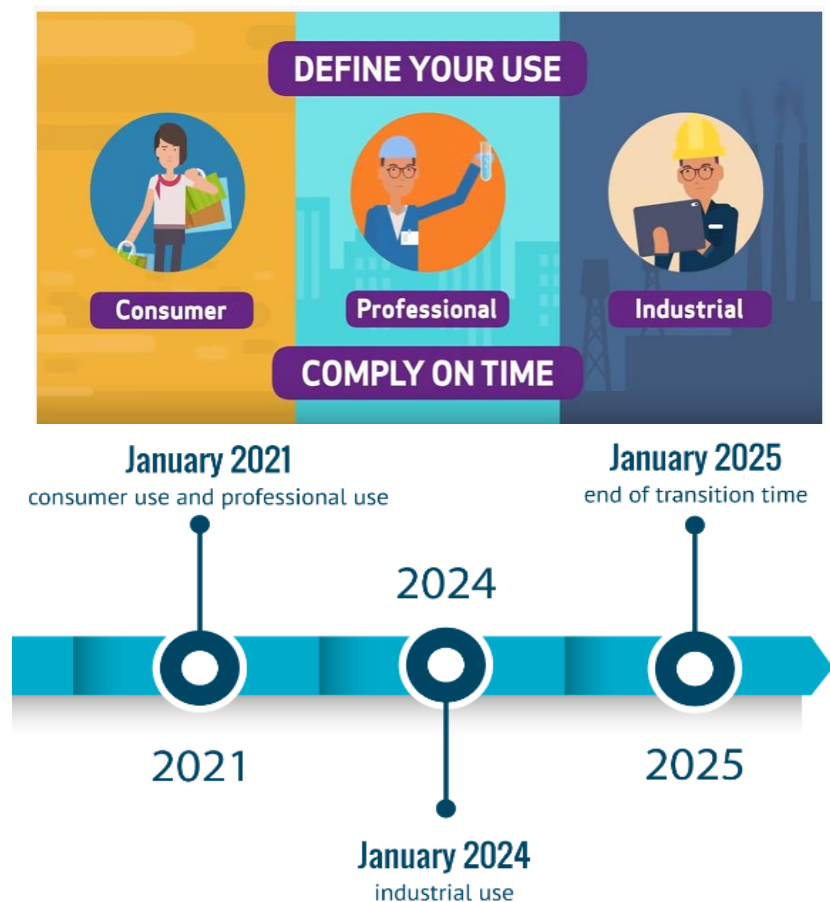 DEFINE YOUR USE
Consumer
Professional
Industrial
COMPLY ON TIME
January 2021
consumer use and professional use
January 2025
end of transition time
2024
2021
2025
January 2024
industrial use